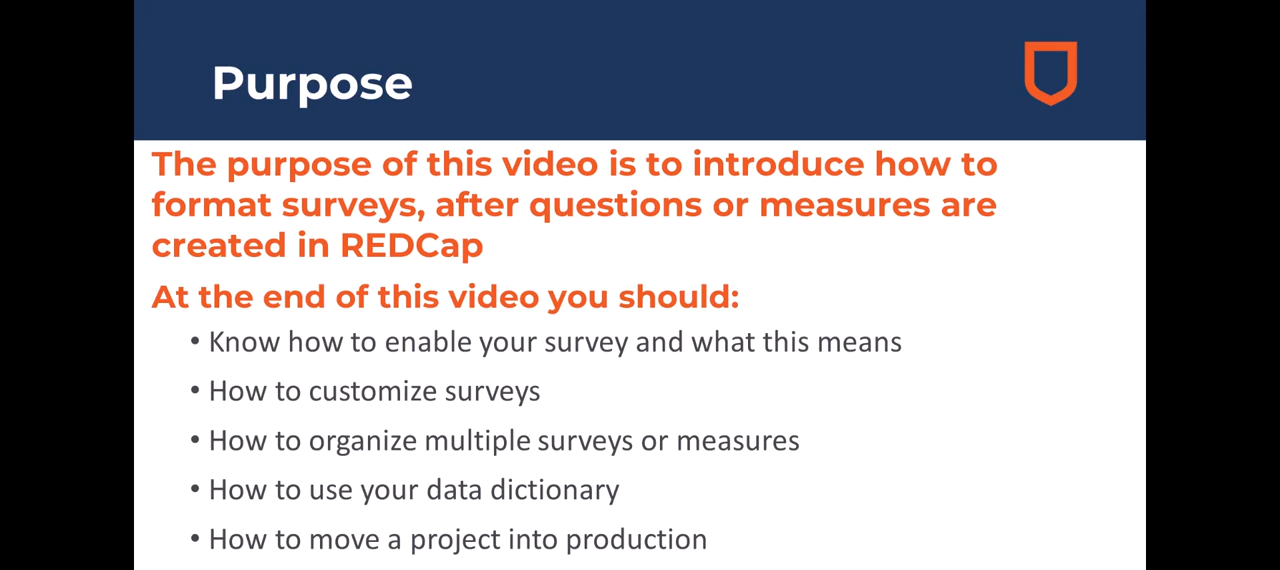 Purpose
The purpose of this video is to introduce how to
format surveys, after questions or measures are
created in REDCap
At the end of this video you should:
• Know how to enable your survey and what this means
• How to customize surveys
• How to organize multiple surveys or measures
• How to use your data dictionary
• How to move a project into production